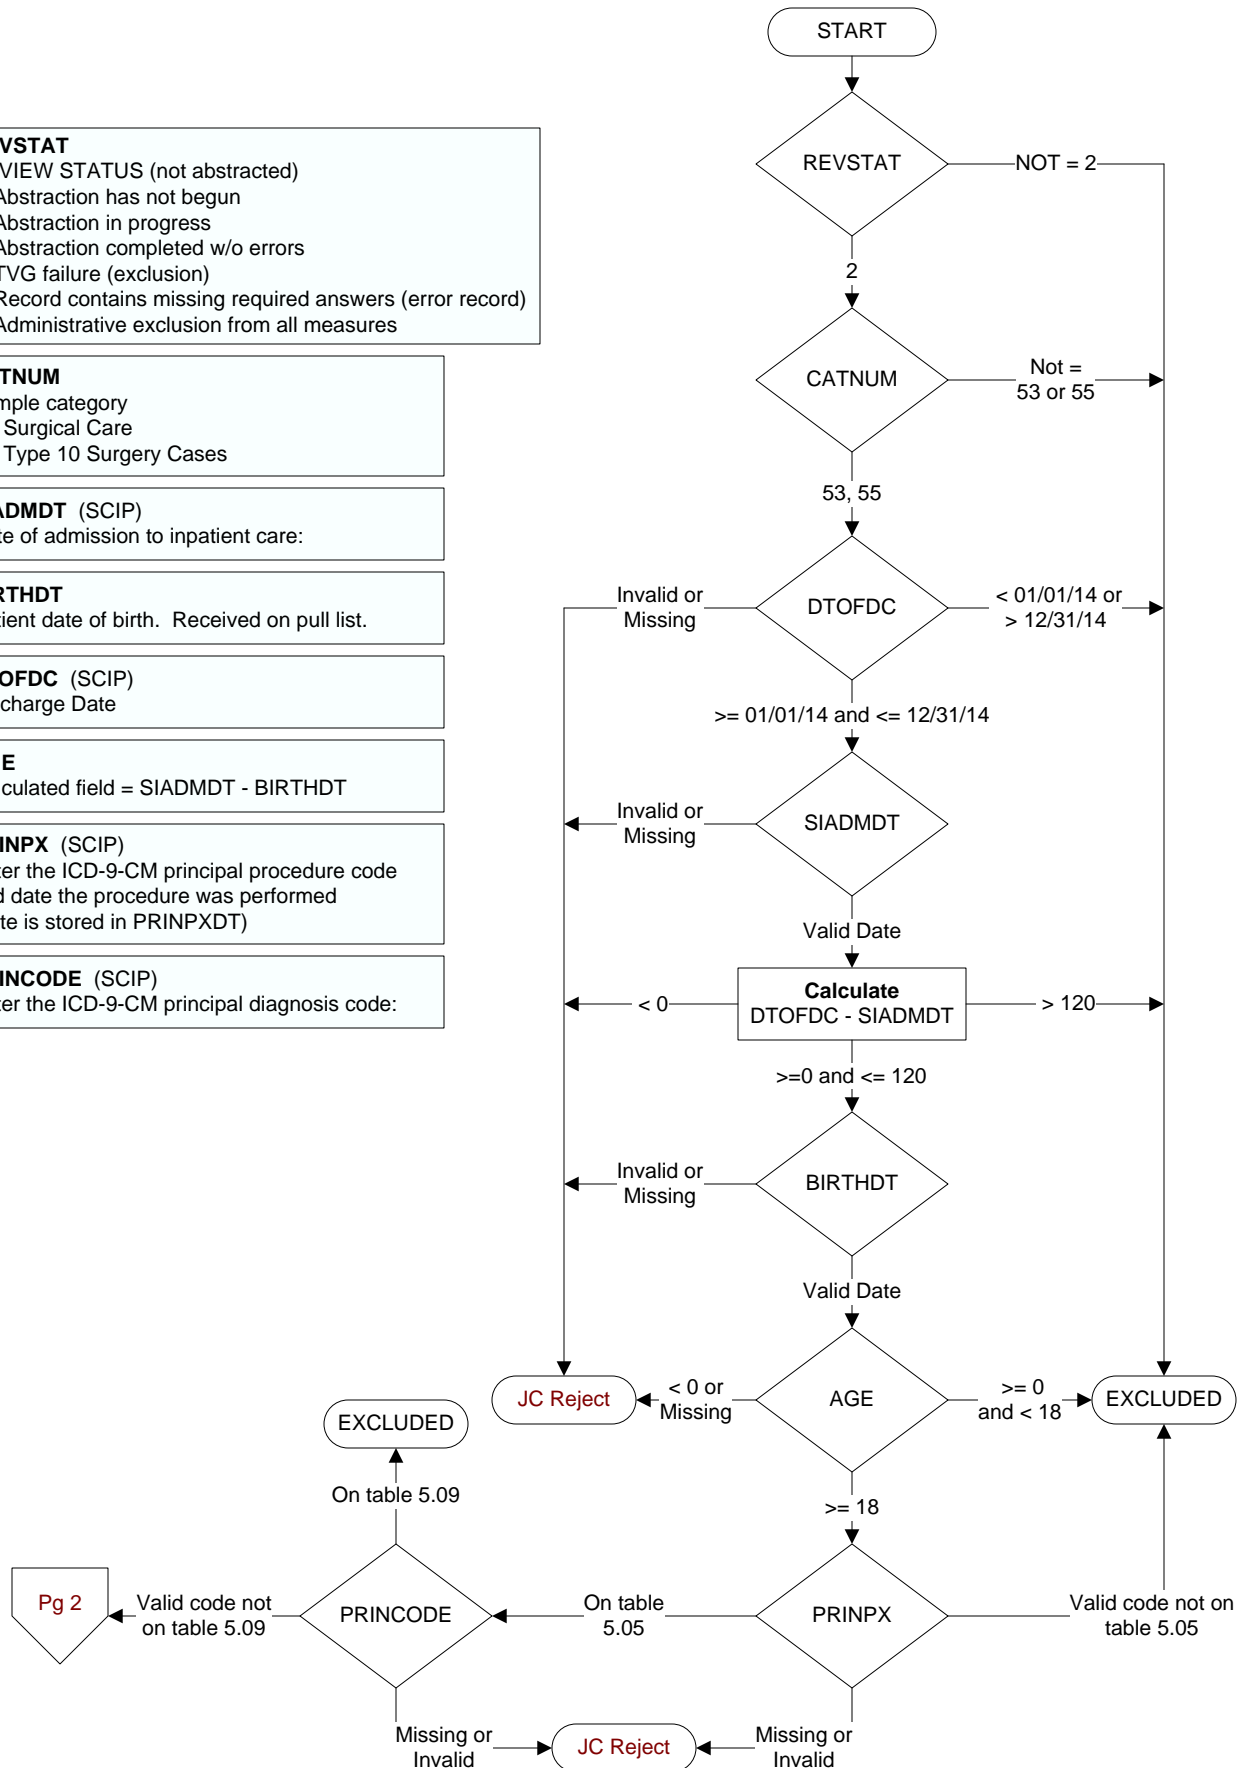 START
VSTAT
VIEW STATUS (not abstracted)
Abstraction has not begun
Abstraction in progress
Abstraction completed w/o errors
TVG failure (exclusion)
Record contains missing required answers (error record)
Administrative exclusion from all measures
REVSTAT
NOT = 2
2
TNUM
mple category
Surgical Care
Type 10 Surgery Cases
CATNUM
Not =
53 or 55
53, 55
ADMDT (SCIP)
te of admission to inpatient care:
RTHDT
tient date of birth. Received on pull list.
Invalid or
Missing
DTOFDC
< 01/01/14 or
> 12/31/14
OFDC (SCIP)
charge Date
>= 01/01/14 and <= 12/31/14
E
culated field = SIADMDT - BIRTHDT
Invalid or
Missing
SIADMDT
INPX (SCIP)
ter the ICD-9-CM principal procedure code
d date the procedure was performed
te is stored in PRINPXDT)
Valid Date
INCODE (SCIP)
ter the ICD-9-CM principal diagnosis code:
< 0
Calculate
DTOFDC - SIADMDT
> 120
>=0 and <= 120
Invalid or
Missing
BIRTHDT
Valid Date
JC Reject
< 0 or
Missing
AGE
>= 0
and < 18
EXCLUDED
EXCLUDED
On table 5.09
>= 18
Pg 2
Valid code not
on table 5.09
PRINCODE
On table
5.05
PRINPX
Valid code not on
table 5.05
Missing or
Invalid
JC Reject
Missing or
Invalid